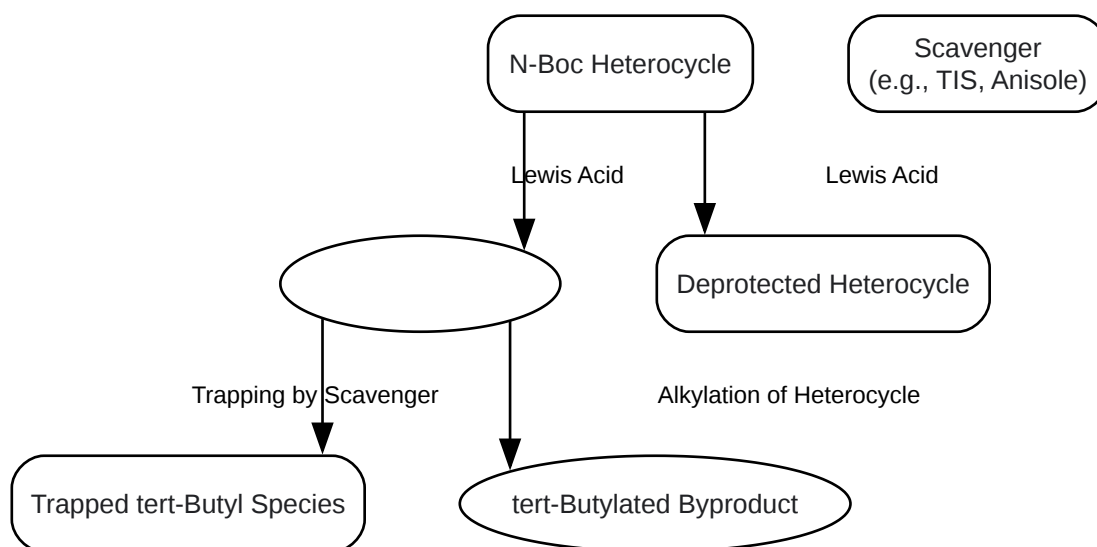 N-Boc Heterocycle
Scavenger
(e.g., TIS, Anisole)
Lewis Acid
Lewis Acid
Deprotected Heterocycle
Trapping by Scavenger
Alkylation of Heterocycle
Trapped tert-Butyl Species
tert-Butylated Byproduct